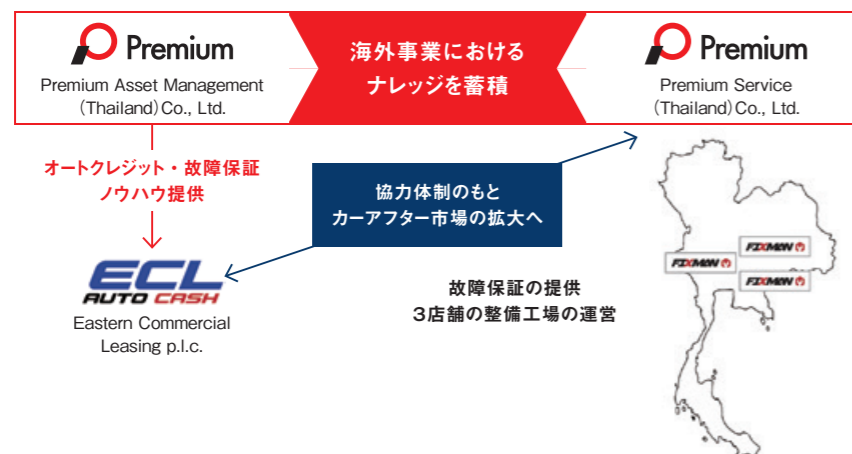 Premium
Premium Asset Management
(Thailand)Co., Ltd.
海外事業における
ナレッジを蓄積
Premium
Premium Service
(Thailand)Co., Ltd.
オートクレジット・故障保証
ノウハウ提供
協力体制のもと
カーアフター市場の拡大へ
ECL
AUTO CASH
Eastern Commercial
Leasing p.l.c.
故障保証の提供
3店舗の整備工場の運営
FIXMAN
FIXMAN
FIXMAN